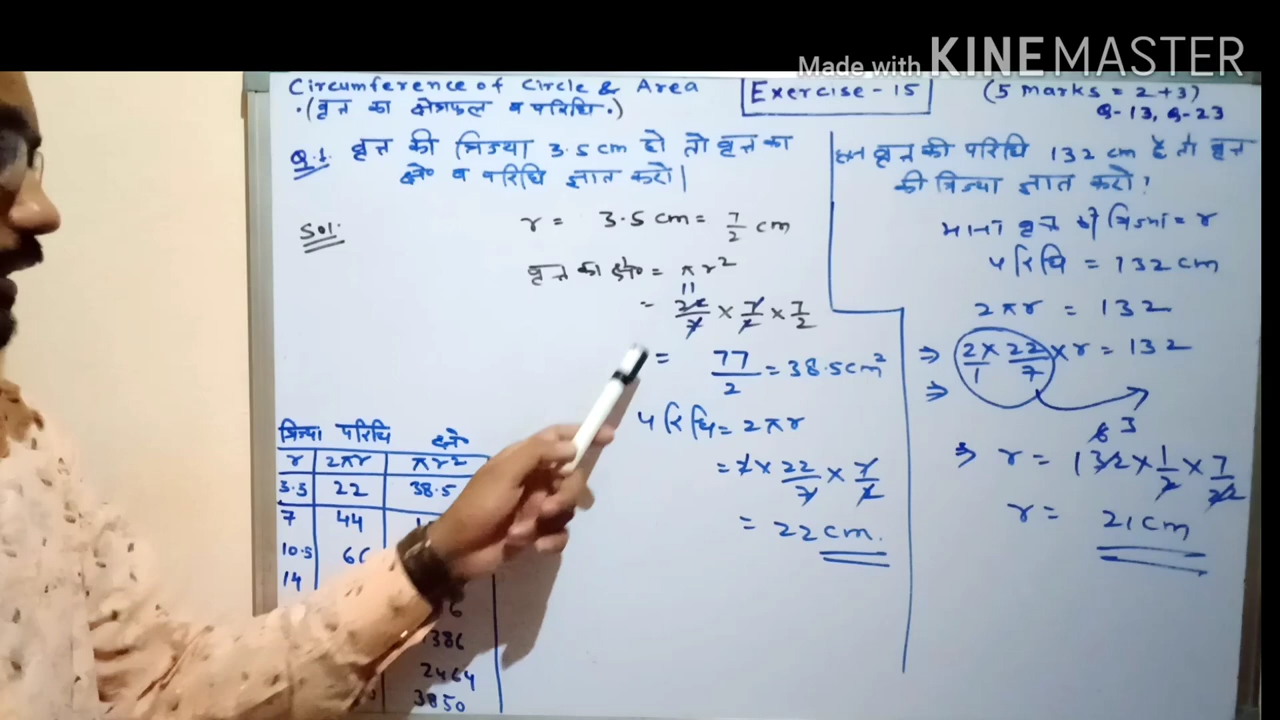 Made with KINEMASTER
Circumference of Circle & Area
(वृत्त का क्षेत्रफल व परिधि)
Exercise - 15
(5 Marks = 2+3)
Q-13, Q-23
Q.1. वृत्त की त्रिज्या 3.5 cm हो तो वृत्त का
क्षे० व परिधि ज्ञात करो|
Sol.
r = 3.5 cm = 7/2 cm
वृत्त का क्षे० = πr²
11
= 22/7 × 7/2 × 7/2
= 77/2 = 38.5 cm²
परिधि = 2πr
= 2 × 22/7 × 7/2
= 22 cm.
त्रिज्या परिधि क्षे०
r 2πr πr²
3.5 22 38.5
7 44
10.5 66
14
1386
2464
3850
वृत्त की परिधि 132 cm है तो वृत्त
की त्रिज्या ज्ञात करो?
माना वृत्त की त्रिज्या = r
परिधि = 132 cm
2πr = 132
⇒ 2/1 × 22/7 × r = 132
⇒
6 3
⇒ r = 132 × 1/2 × 7/22
r = 21 cm